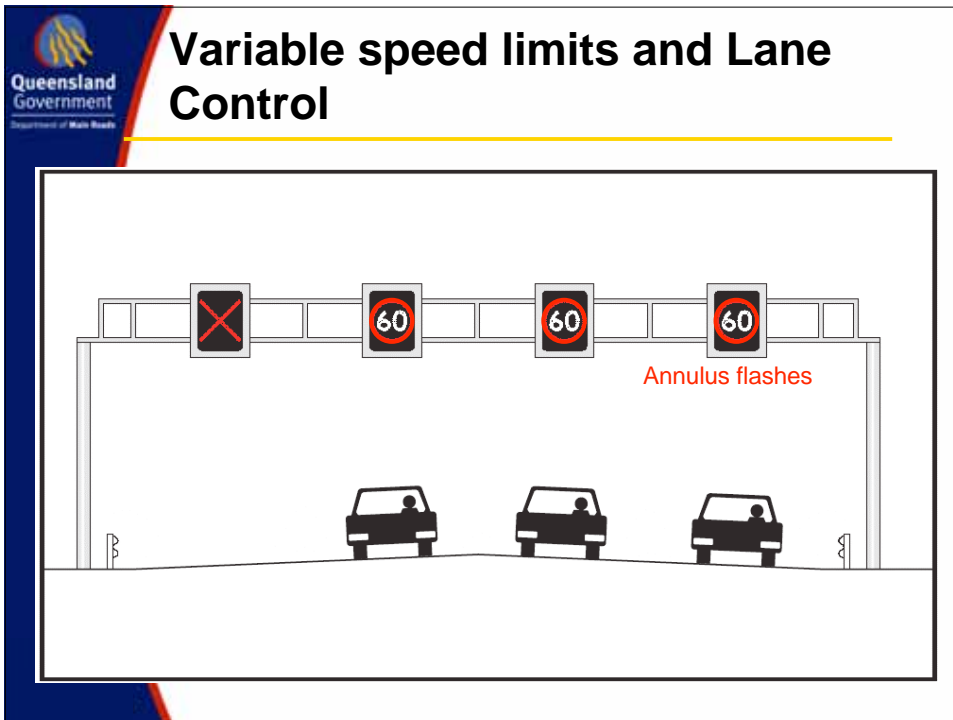 Queensland
Government
Department of Main Roads
Variable speed limits and Lane
Control
60
60
60
Annulus flashes